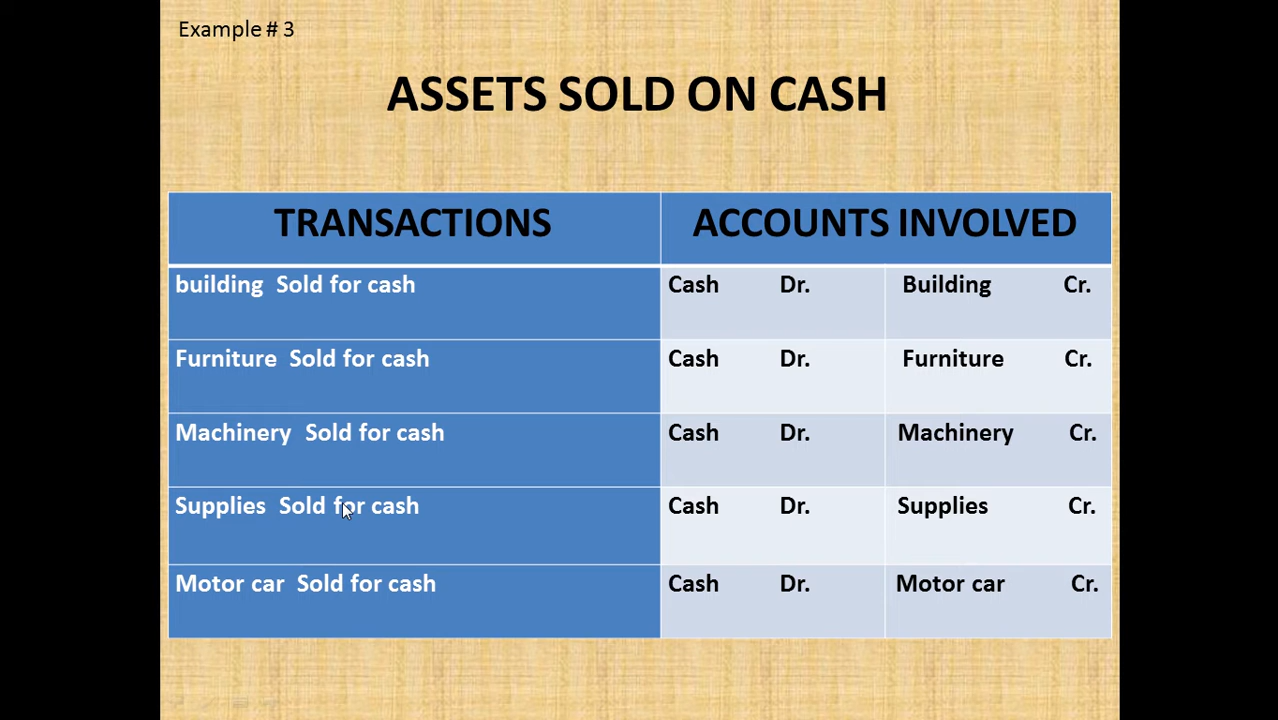 Example # 3
ASSETS SOLD ON CASH
TRANSACTIONS ACCOUNTS INVOLVED
building Sold for cash Cash Dr. Building Cr.
Furniture Sold for cash Cash Dr. Furniture Cr.
Machinery Sold for cash Cash Dr. Machinery Cr.
Supplies Sold for cash Cash Dr. Supplies Cr.
Motor car Sold for cash Cash Dr. Motor car Cr.